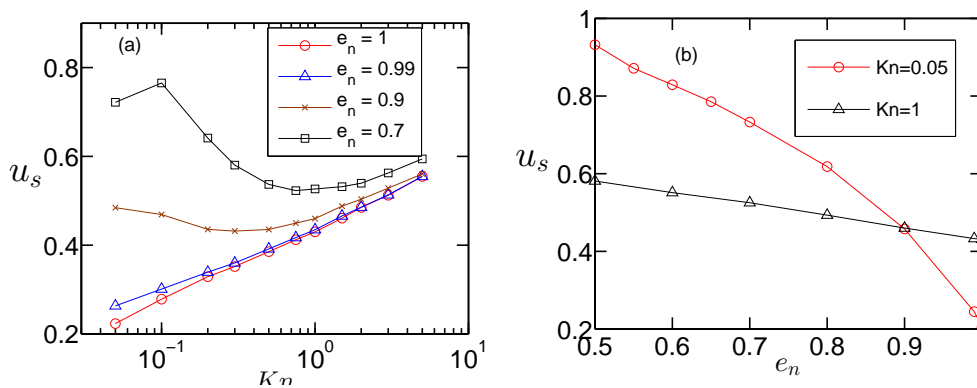 (a)
e_n = 1
e_n = 0.99
e_n = 0.9
e_n = 0.7
0.8
0.6
0.4
0.2
u_s
10^{-1}
10^0
10^1
Kn
(b)
Kn=0.05
Kn=1
1
0.8
0.6
0.4
0.2
u_s
0.5
0.6
0.7
0.8
0.9
e_n